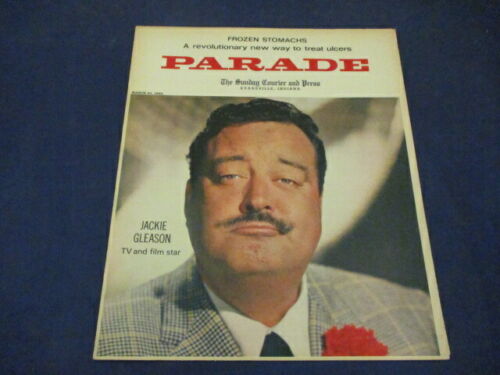 FROZEN STOMACHS
A revolutionary new way to treat ulcers
PARADE
The Sunday Courier and Press
EVANSVILLE, INDIANA
MARCH
JACKIE
GLEASON
TV and film star